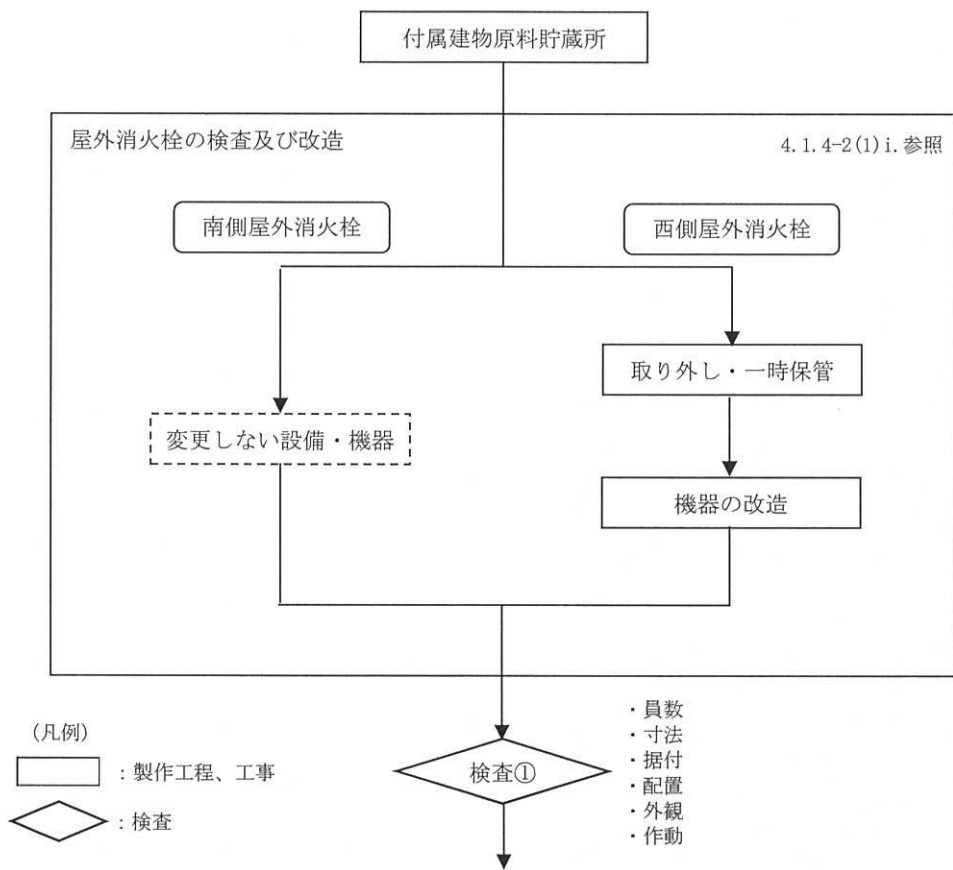 付属建物原料貯蔵所
屋外消火栓の検査及び改造
4.1.4-2(1)i.参照
南側屋外消火栓
西側屋外消火栓
取り外し・一時保管
変更しない設備・機器
機器の改造
・員数
・寸法
・据付
・配置
・外観
・作動
検査①
(凡例)
：製作工程、工事
：検査